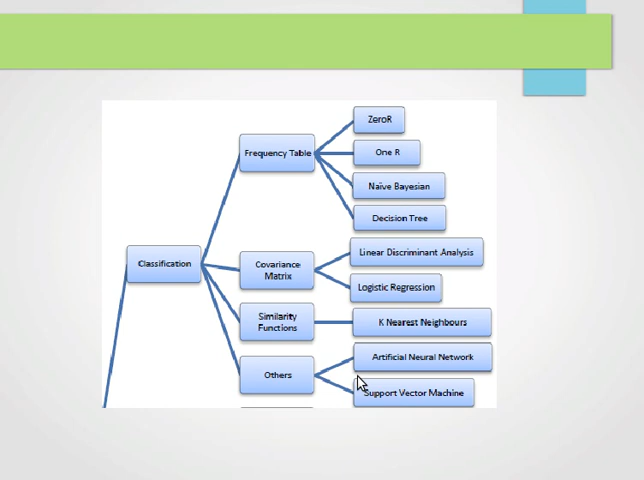 ZeroR
Frequency Table
One R
Naïve Bayesian
Decision Tree
Classification
Covariance
Matrix
Linear Discriminant Analysis
Logistic Regression
Similarity
Functions
K Nearest Neighbours
Others
Artificial Neural Network
Support Vector Machine